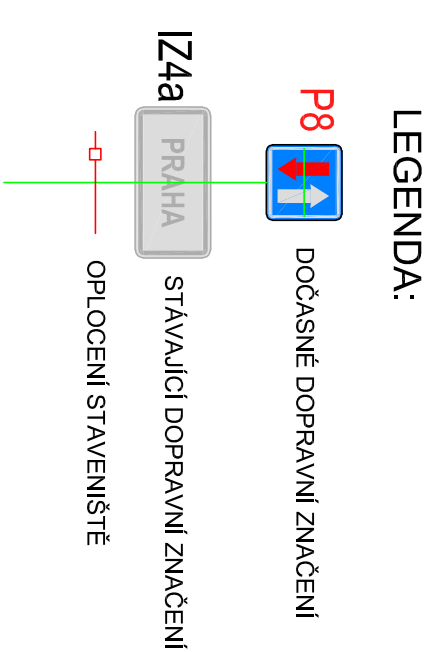 LEGENDA:
P8
DOČASNÉ DOPRAVNÍ ZNAČENÍ
IZ4a
PRAHA
STÁVAJÍCÍ DOPRAVNÍ ZNAČENÍ
OPLOCENÍ STAVENIŠTĚ